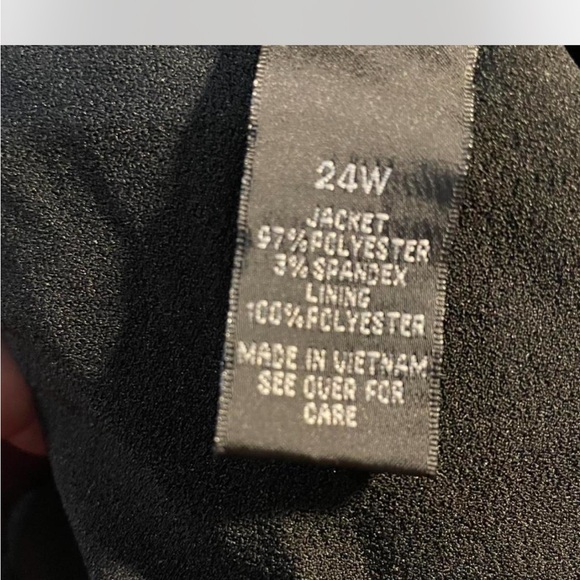 24W
JACKET
97% POLYESTER
3% SPANDEX
LINING
100% POLYESTER
MADE IN VIETNAM
SEE OVER FOR
CARE